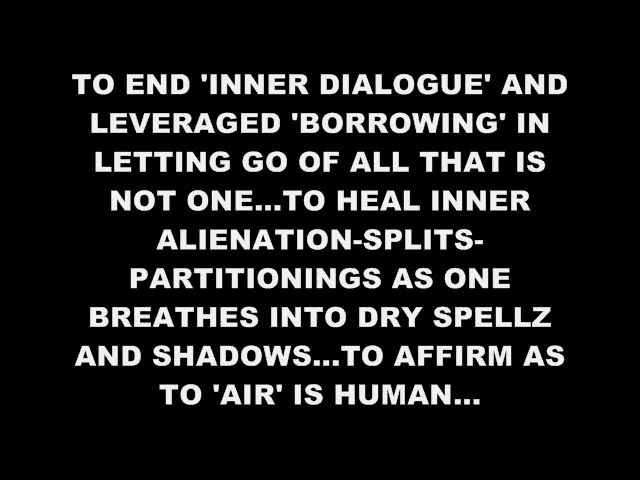 TO END 'INNER DIALOGUE' AND
LEVERAGED 'BORROWING' IN
LETTING GO OF ALL THAT IS
NOT ONE...TO HEAL INNER
ALIENATION-SPLITS-
PARTITIONINGS AS ONE
BREATHES INTO DRY SPELLZ
AND SHADOWS...TO AFFIRM AS
TO 'AIR' IS HUMAN...